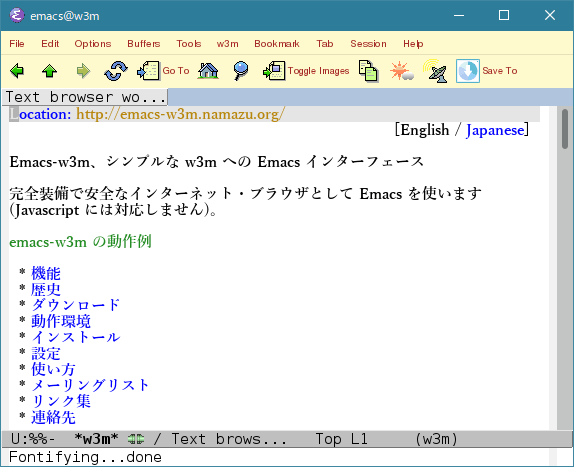 emacs@w3m
File Edit Options Buffers Tools w3m Bookmark Tab Session Help
Go To Toggle Images Save To
Text browser wo...
Location: http://emacs-w3m.namazu.org/
[English / Japanese]
Emacs-w3m、シンプルな w3m への Emacs インターフェース
完全装備で安全なインターネット・ブラウザとして Emacs を使います
(Javascript には対応しません)。
emacs-w3m の動作例
* 機能
* 歴史
* ダウンロード
* 動作環境
* インストール
* 設定
* 使い方
* メーリングリスト
* リンク集
* 連絡先
U:%%- *w3m* / Text brows... Top L1 (w3m)
Fontifying...done